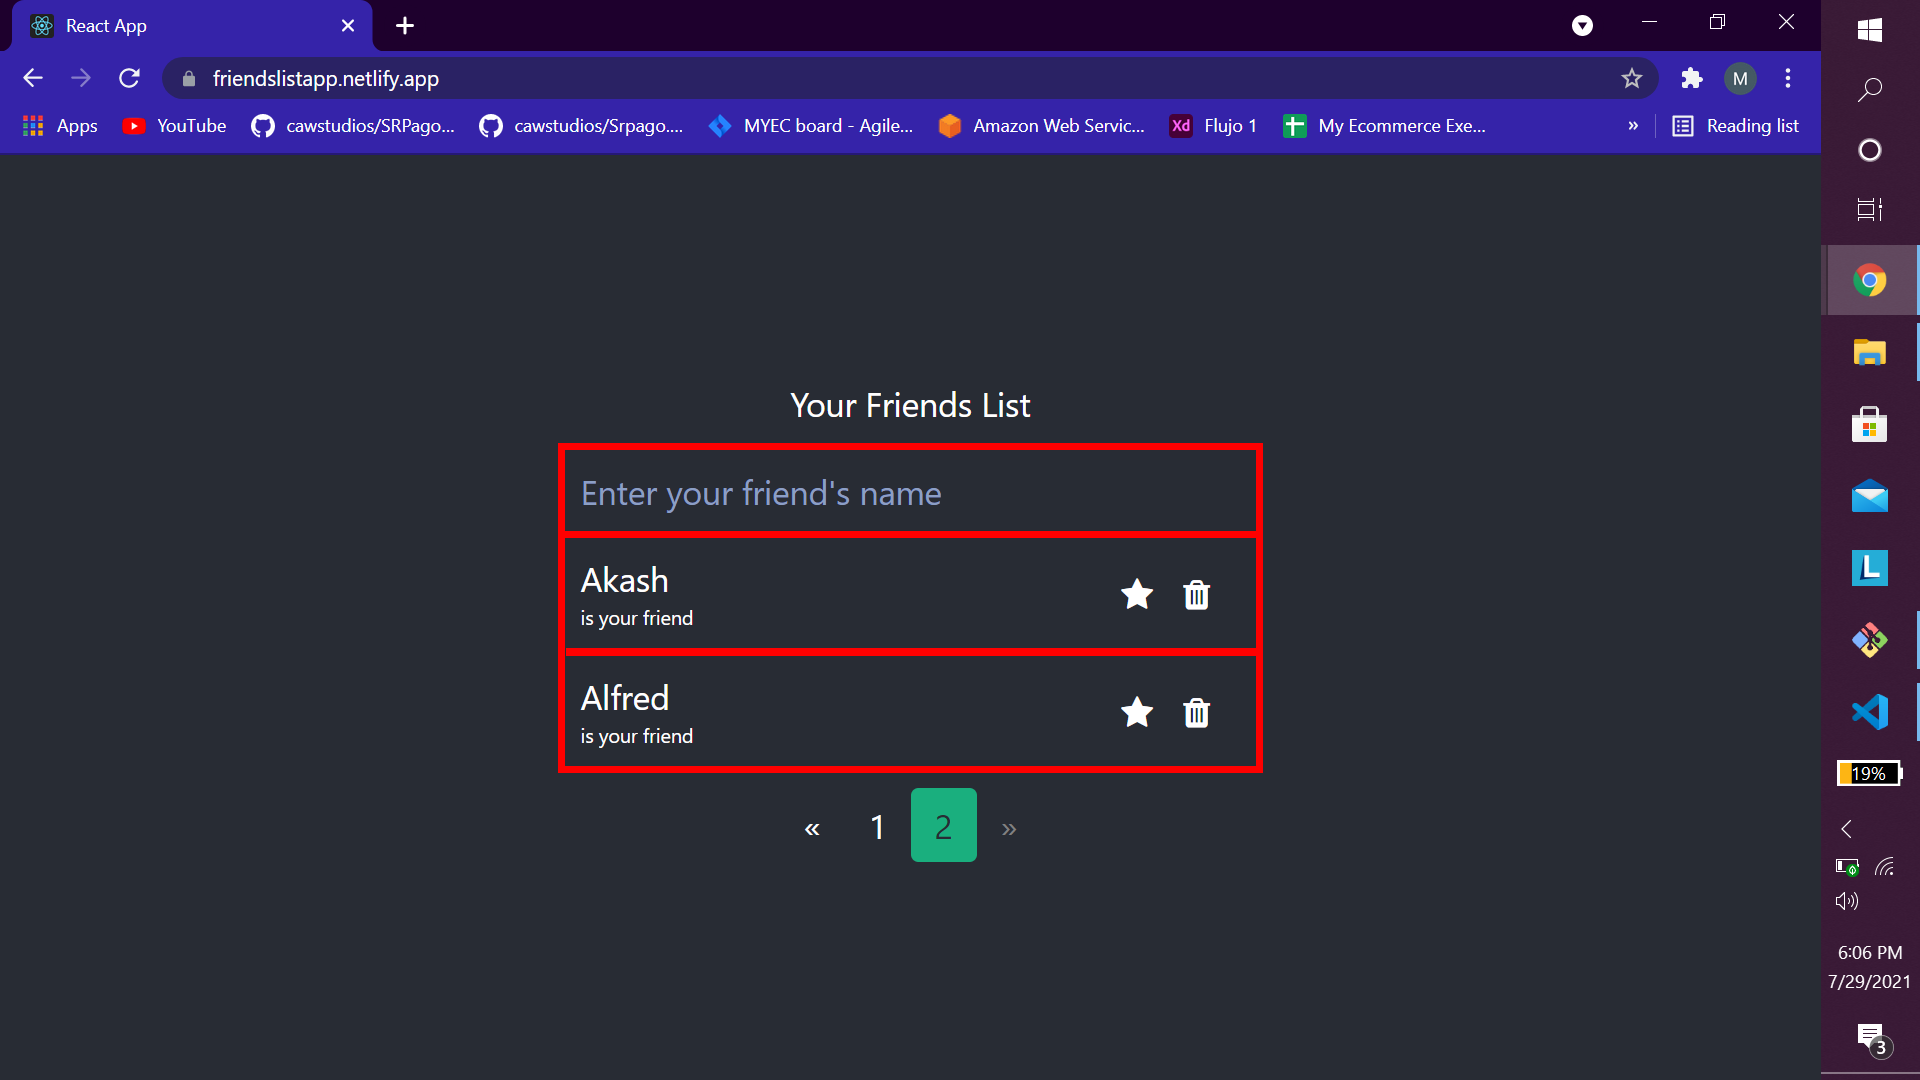 React App
friendslistapp.netlify.app
M
Apps
YouTube
cawstudios/SRPago...
cawstudios/Srpago....
MYEC board - Agile...
Amazon Web Servic...
Xd
Flujo 1
My Ecommerce Exe...
»
Reading list
Your Friends List
Enter your friend's name
Akash
is your friend
Alfred
is your friend
« 1 2 »
L
19%
6:06 PM
7/29/2021
3